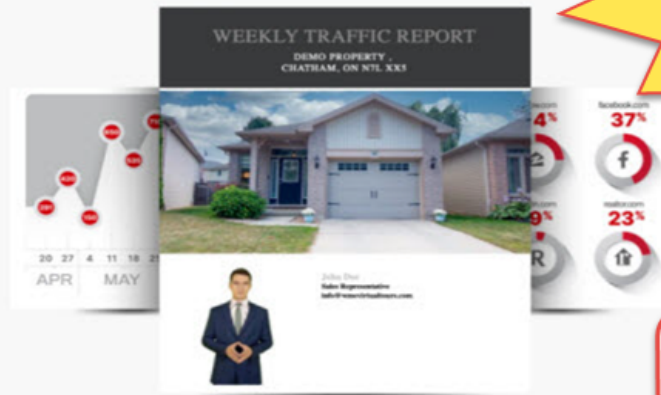 WEEKLY TRAFFIC REPORT
DEMO PROPERTY ,
CHATHAM, ON N7L XX5
facebook.com
4%
37%
f
realtor.com
9%
23%
R
20 27 4 11 18
APR MAY
John Doe
Sales Representative